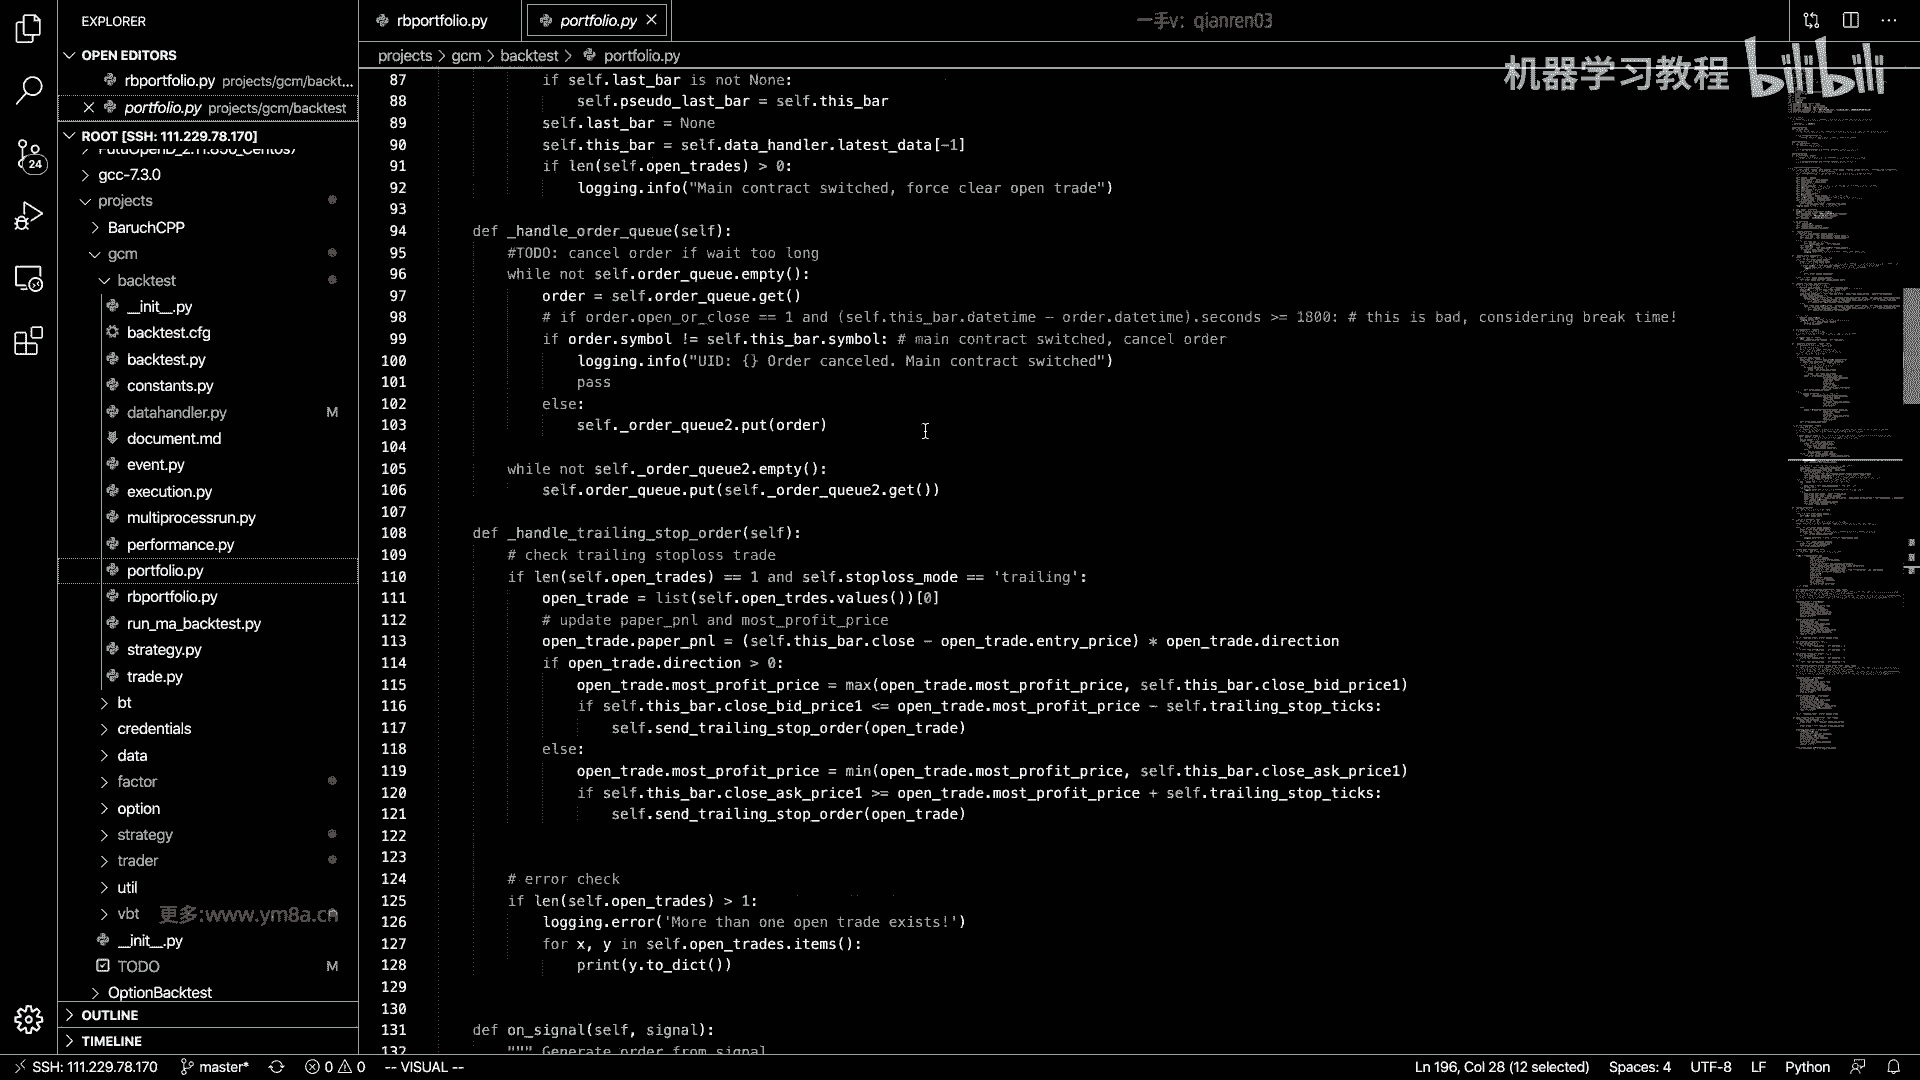 EXPLORER
OPEN EDITORS
rbportfolio.py projects/gcm/backt...
portfolio.py projects/gcm/backtest
ROOT [SSH: 111.229.78.170]
gcc-7.3.0
projects
BaruchCPP
gcm
backtest
__init__.py
backtest.cfg
backtest.py
constants.py
datahandler.py M
document.md
event.py
execution.py
multiprocessrun.py
performance.py
portfolio.py
rbportfolio.py
run_ma_backtest.py
strategy.py
trade.py
bt
credentials
data
factor
option
strategy
trader
util
vbt
更多:www.ym8a.cn
__init__.py
TODO M
OptionBacktest
OUTLINE
TIMELINE
24
rbportfolio.py
portfolio.py
一手v: qianren03
projects > gcm > backtest > portfolio.py
机器学习教程 bilibili
87 if self.last_bar is not None:
88 self.pseudo_last_bar = self.this_bar
89 self.last_bar = None
90 self.this_bar = self.data_handler.latest_data[-1]
91 if len(self.open_trades) > 0:
92 logging.info("Main contract switched, force clear open trade")
93
94 def _handle_order_queue(self):
95 #TODO: cancel order if wait too long
96 while not self.order_queue.empty():
97 order = self.order_queue.get()
98 # if order.open_or_close == 1 and (self.this_bar.datetime - order.datetime).seconds >= 1800: # this is bad, considering break time!
99 if order.symbol != self.this_bar.symbol: # main contract switched, cancel order
100 logging.info("UID: {} Order canceled. Main contract switched")
101 pass
102 else:
103 self._order_queue2.put(order)
104
105 while not self._order_queue2.empty():
106 self.order_queue.put(self._order_queue2.get())
107
108 def _handle_trailing_stop_order(self):
109 # check trailing stoploss trade
110 if len(self.open_trades) == 1 and self.stoploss_mode == 'trailing':
111 open_trade = list(self.open_trdes.values())[0]
112 # update paper_pnl and most_profit_price
113 open_trade.paper_pnl = (self.this_bar.close - open_trade.entry_price) * open_trade.direction
114 if open_trade.direction > 0:
115 open_trade.most_profit_price = max(open_trade.most_profit_price, self.this_bar.close_bid_price1)
116 if self.this_bar.close_bid_price1 <= open_trade.most_profit_price - self.trailing_stop_ticks:
117 self.send_trailing_stop_order(open_trade)
118 else:
119 open_trade.most_profit_price = min(open_trade.most_profit_price, self.this_bar.close_ask_price1)
120 if self.this_bar.close_ask_price1 >= open_trade.most_profit_price + self.trailing_stop_ticks:
121 self.send_trailing_stop_order(open_trade)
122
123
124 # error check
125 if len(self.open_trades) > 1:
126 logging.error('More than one open trade exists!')
127 for x, y in self.open_trades.items():
128 print(y.to_dict())
129
130
131 def on_signal(self, signal):
132 """ Generate order from signal
SSH: 111.229.78.170 master* 0 0 -- VISUAL -- Ln 196, Col 28 (12 selected) Spaces: 4 UTF-8 LF Python